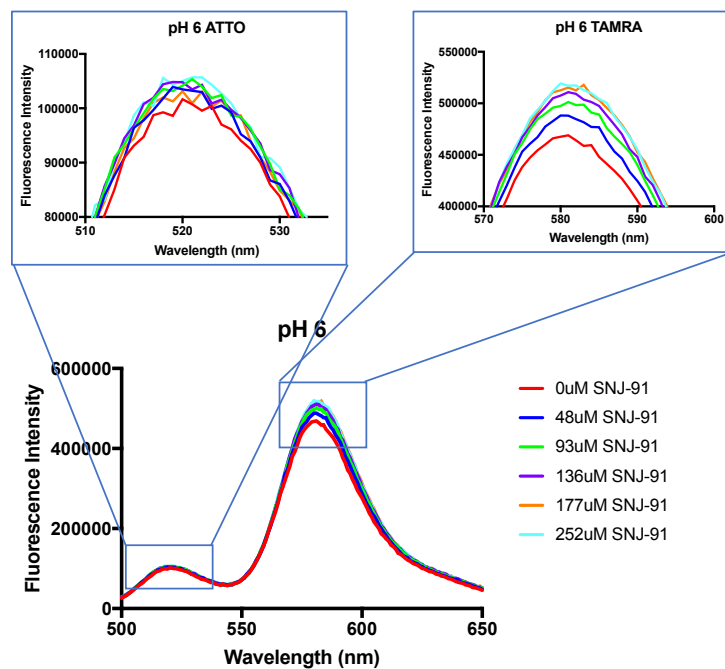 pH 6 ATTO
Fluorescence Intensity
110000
100000
90000
80000
510 520 530
Wavelength (nm)
pH 6 TAMRA
Fluorescence Intensity
550000
500000
450000
400000
570 580 590 600
Wavelength (nm)
pH 6
Fluorescence Intensity
600000
400000
200000
0
500 550 600 650
Wavelength (nm)
0uM SNJ-91
48uM SNJ-91
93uM SNJ-91
136uM SNJ-91
177uM SNJ-91
252uM SNJ-91